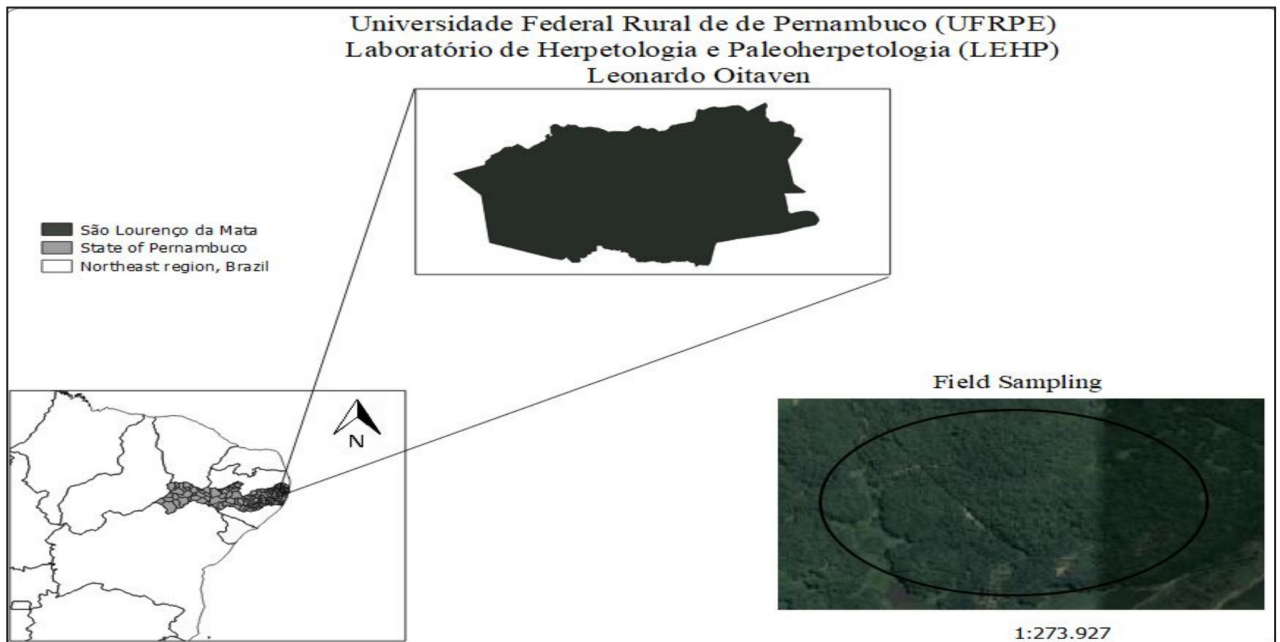 Universidade Federal Rural de de Pernambuco (UFRPE)
Laboratório de Herpetologia e Paleoherpetologia (LEHP)
Leonardo Oitaven
São Lourenço da Mata
State of Pernambuco
Northeast region, Brazil
N
Field Sampling
1:273.927